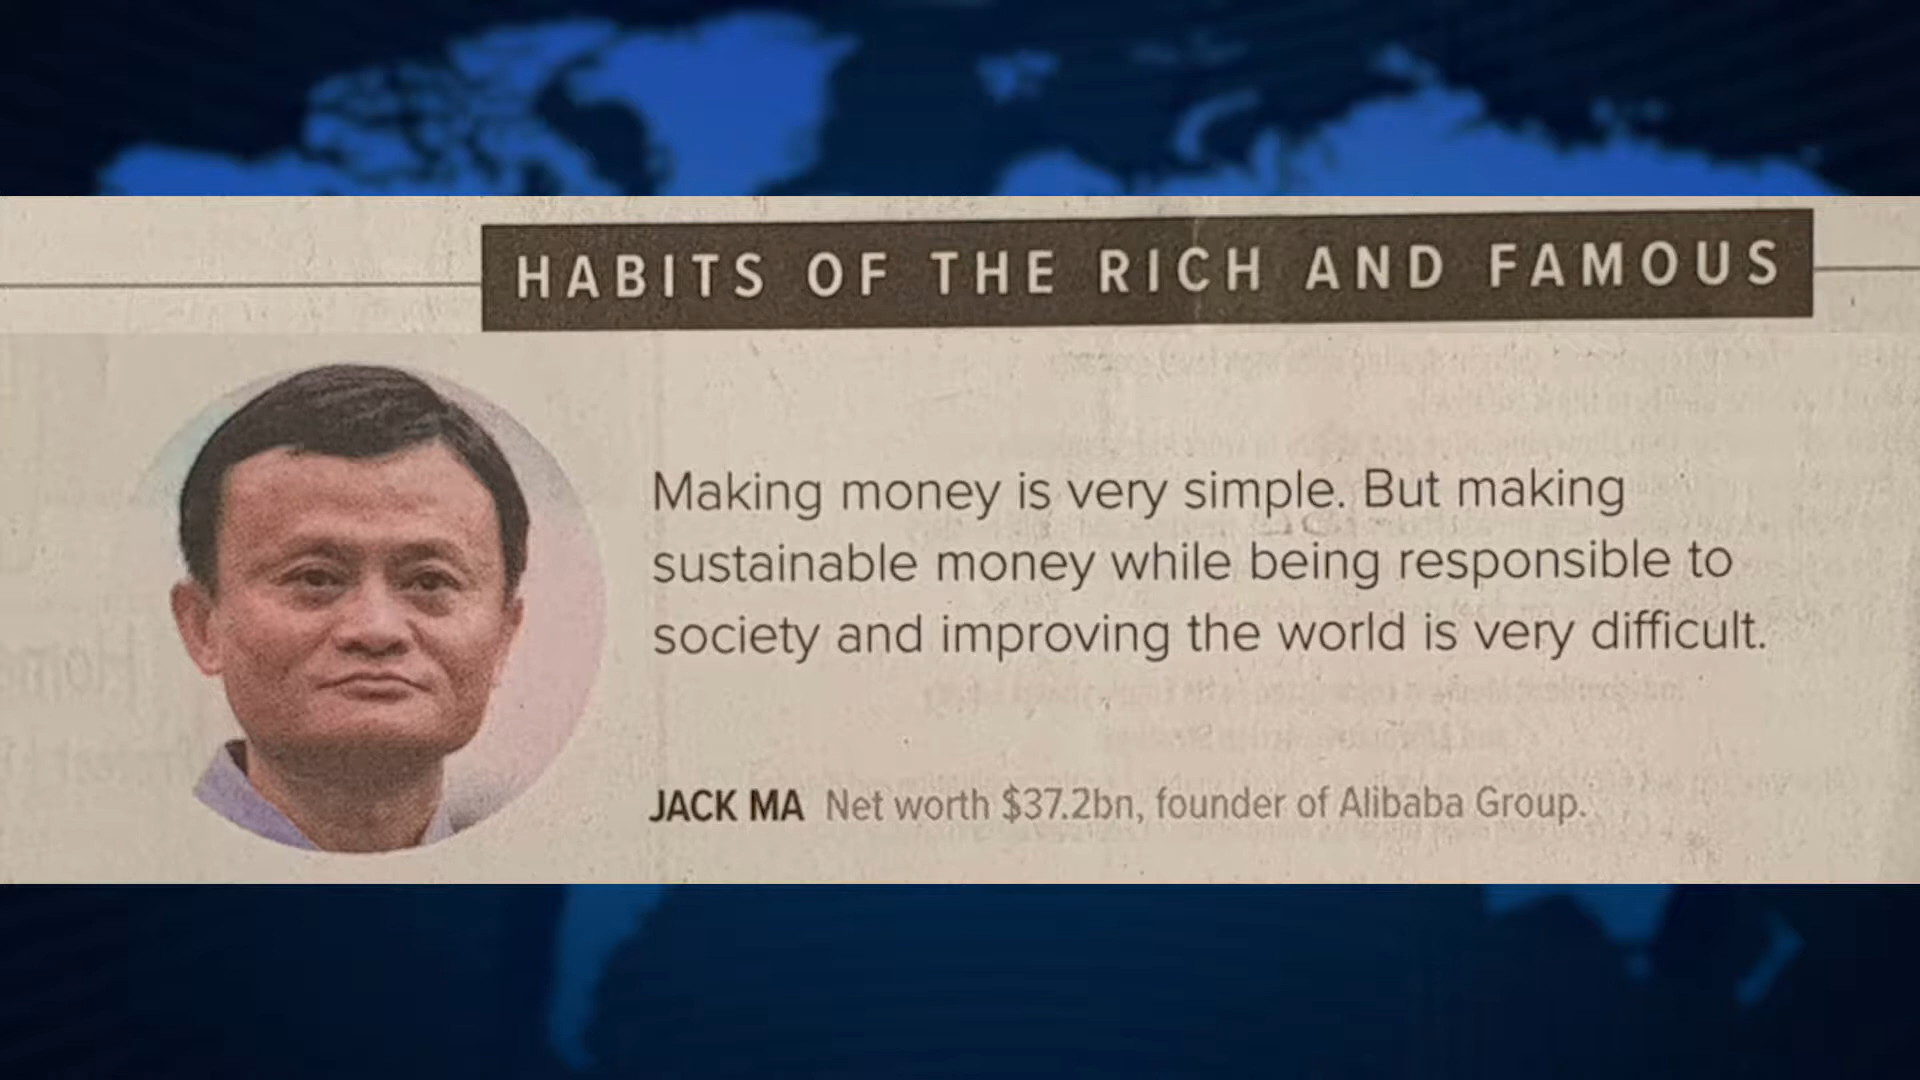 HABITS OF THE RICH AND FAMOUS
Making money is very simple. But making
sustainable money while being responsible to
society and improving the world is very difficult.
JACK MA Net worth $37.2bn, founder of Alibaba Group.